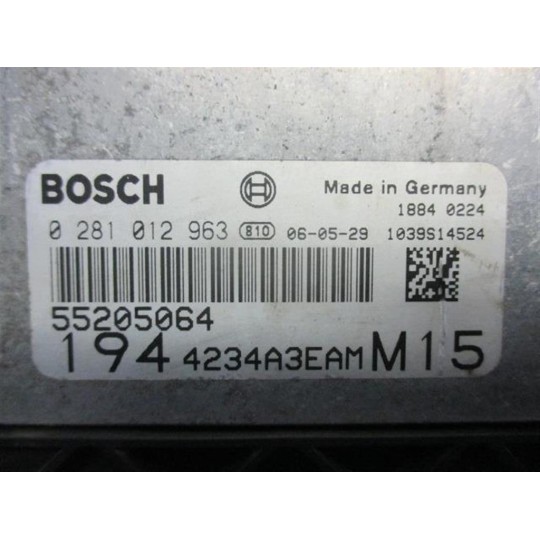 BOSCH Made in Germany
1884 0224
0 281 012 963 810 06-05-29 1039S14524
55205064
194 4234A3EAM M15